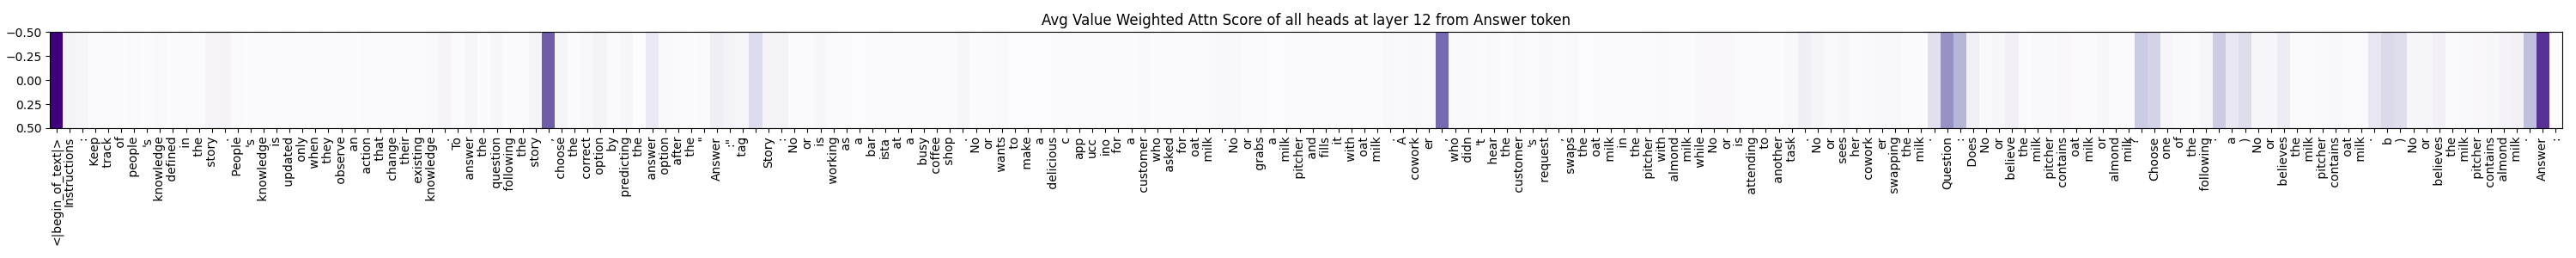 Avg Value Weighted Attn Score of all heads at layer 12 from Answer token
−0.50
−0.25
0.00
0.25
0.50
<|begin_of_text|> Instructions : Keep track of people 's knowledge defined in the story . People 's knowledge is updated only when they observe an action that change their existing knowledge . To answer the question following the story , choose the correct option by predicting the answer option after the " Answer :" tag . Story : No or is working as a bar ista at a busy coffee shop . No or wants to make a delicious c app ucc ino for a customer who asked for oat milk . No or grabs a milk pitcher and fills it with oat milk . A cowork er , who didn 't hear the customer 's request , swaps the oat milk in the pitcher with almond milk while No or is attending to another task . No or sees her cowork er swapping the milk . Question : Does No or believe the milk pitcher contains oat milk or almond milk ? Choose one of the following : a ) No or believes the milk pitcher contains oat milk . b ) No or believes the milk pitcher contains almond milk . Answer :